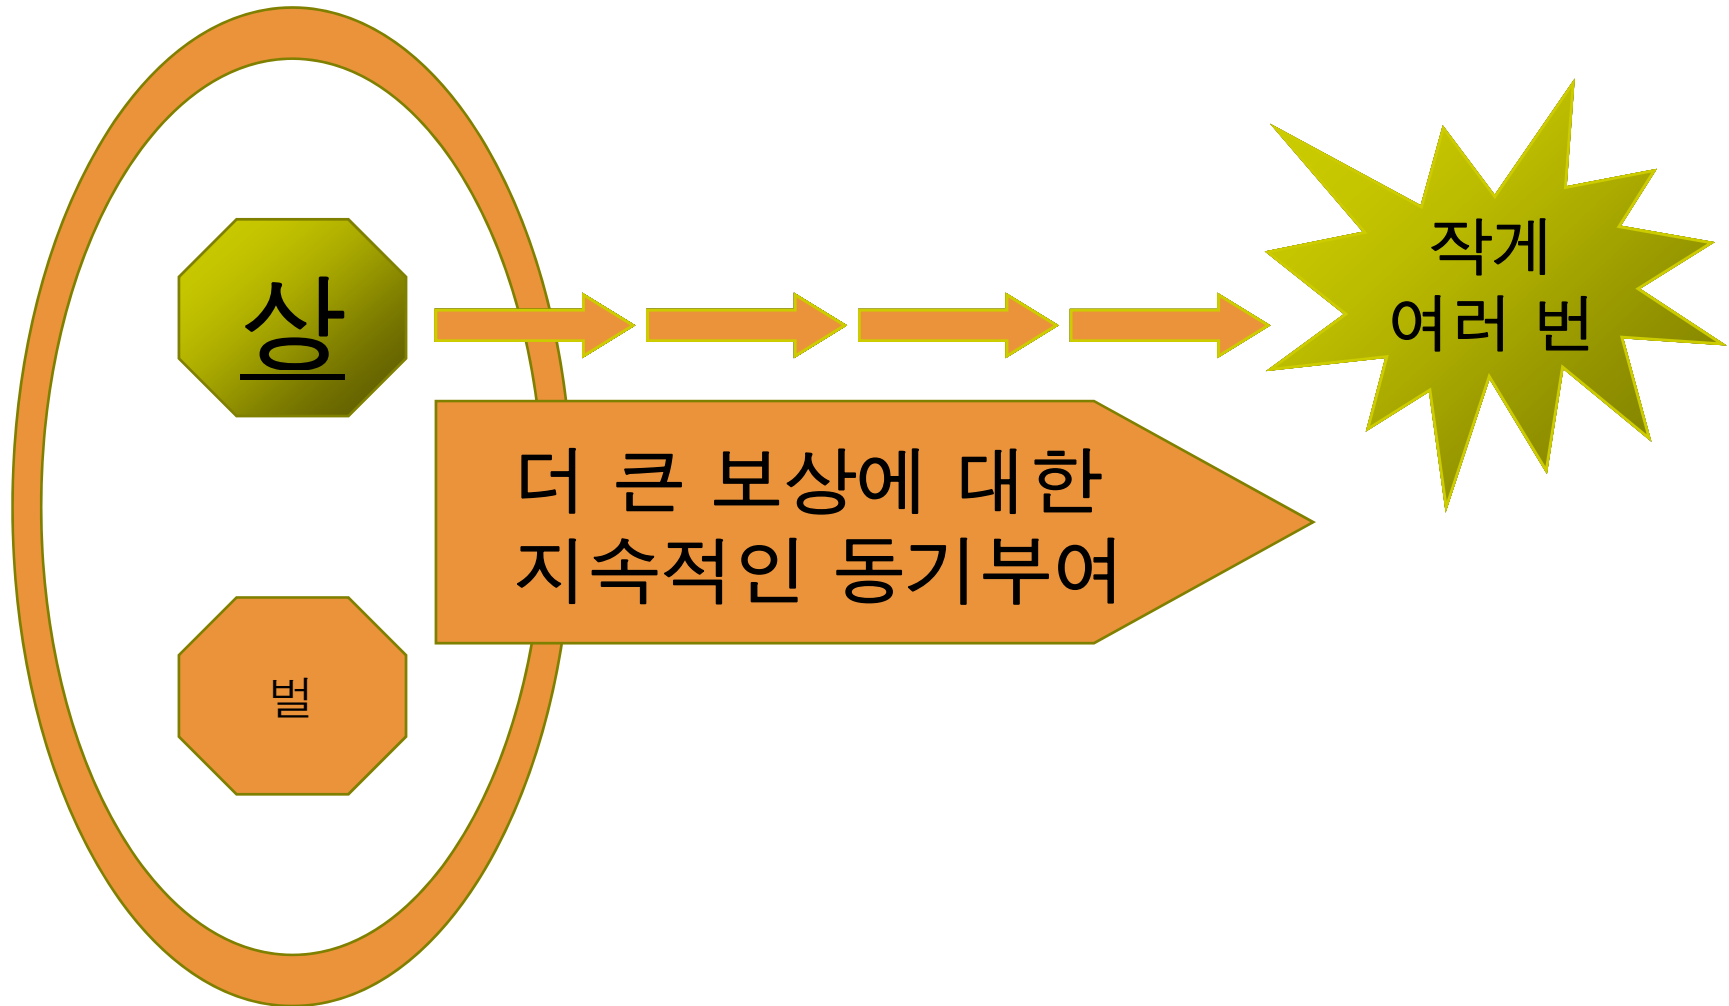 상
작게
여러 번
더 큰 보상에 대한
지속적인 동기부여
벌